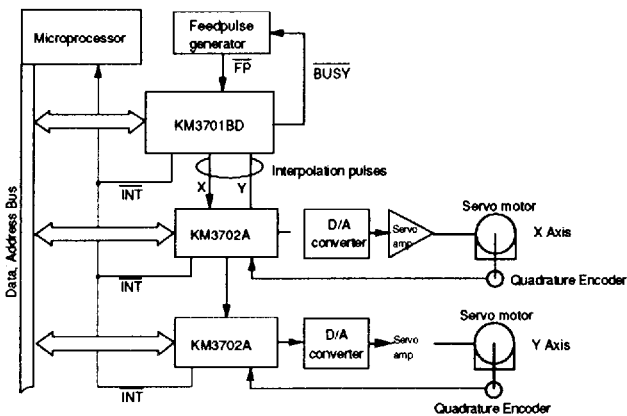 Microprocessor
Feedpulse
generator
FP
BUSY
KM3701BD
Interpolation pulses
X
Y
INT
Data, Address Bus
KM3702A
D/A
converter
Servo
amp
Servo motor
X Axis
INT
Quadrature Encoder
KM3702A
D/A
converter
Servo
amp
Servo motor
Y Axis
INT
Quadrature Encoder